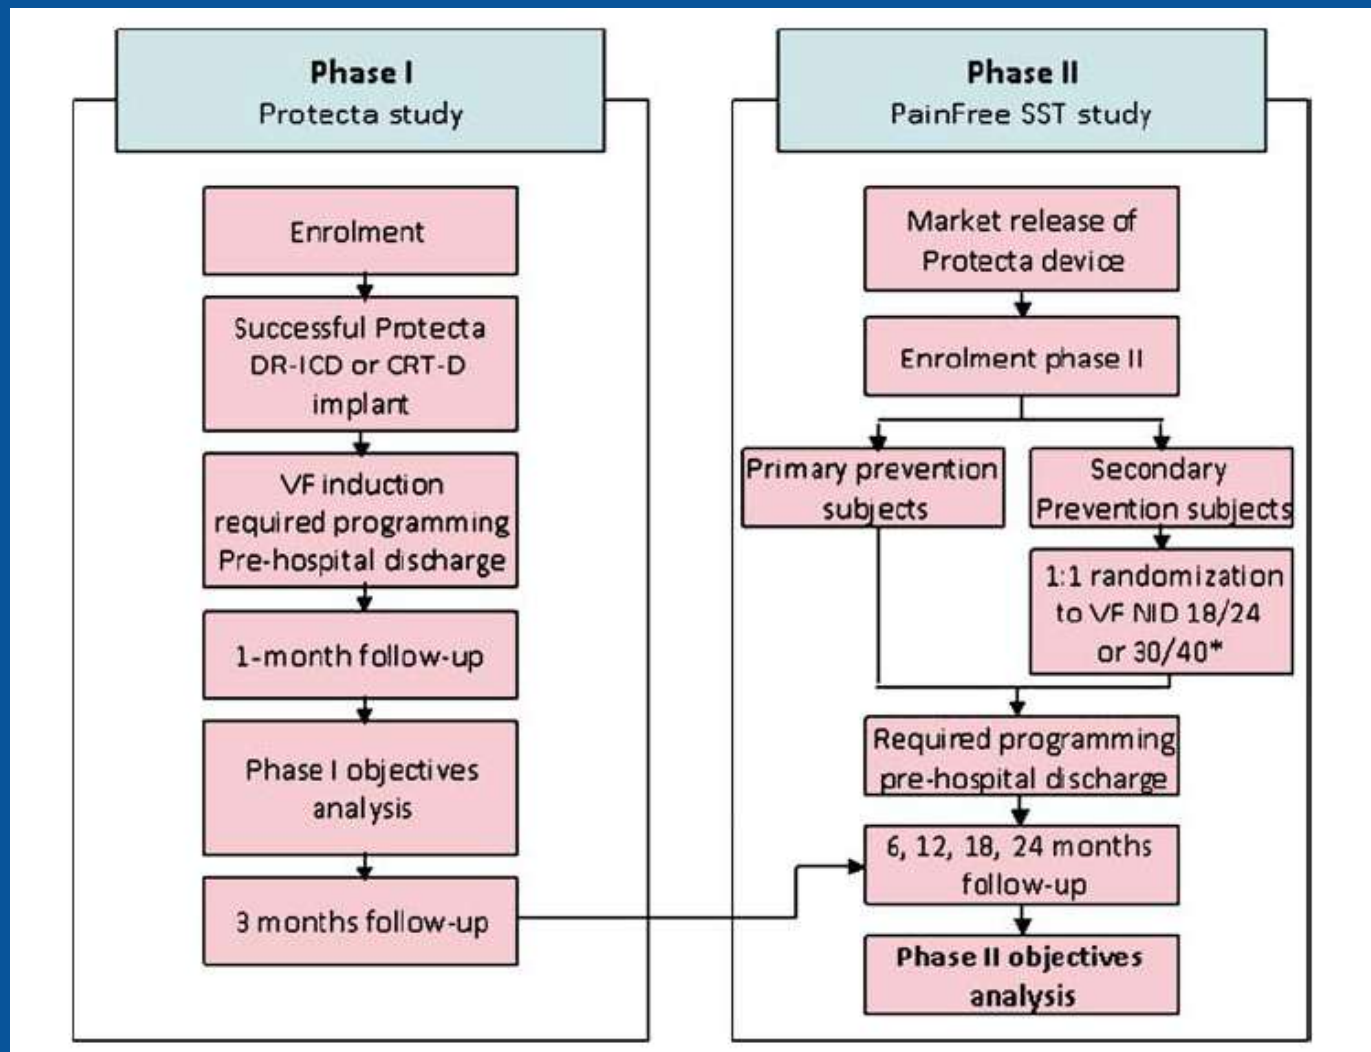 Phase I
Protecta study
Enrolment
Successful Protecta
DR-ICD or CRT-D
implant
VF induction
required programming
Pre-hospital discharge
1-month follow-up
Phase I objectives
analysis
3 months follow-up
Phase II
PainFree SST study
Market release of
Protecta device
Enrolment phase II
Primary prevention
subjects
Secondary
Prevention subjects
1:1 randomization
to VF NID 18/24
or 30/40*
Required programming
pre-hospital discharge
6, 12, 18, 24 months
follow-up
Phase II objectives
analysis